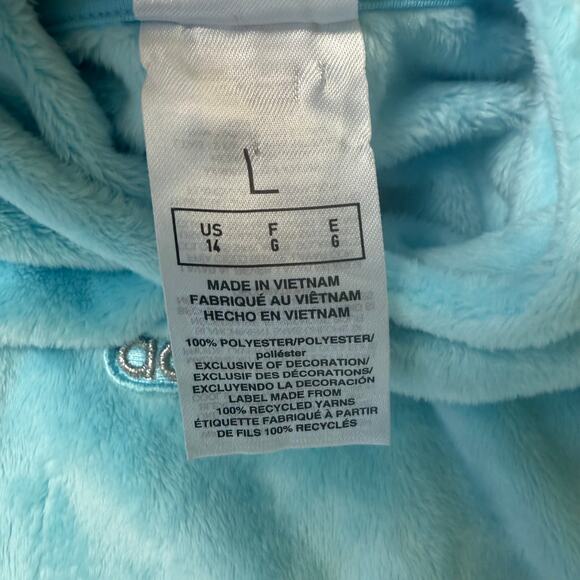 L
US F E
14 G G
MADE IN VIETNAM
FABRIQUÉ AU VIÊTNAM
HECHO EN VIETNAM
100% POLYESTER/POLYESTER/
poliéster
EXCLUSIVE OF DECORATION/
EXCLUSIF DES DÉCORATIONS/
EXCLUYENDO LA DECORACIÓN
LABEL MADE FROM
100% RECYCLED YARNS
ÉTIQUETTE FABRIQUÉE À PARTIR
DE FILS 100% RECYCLÉS